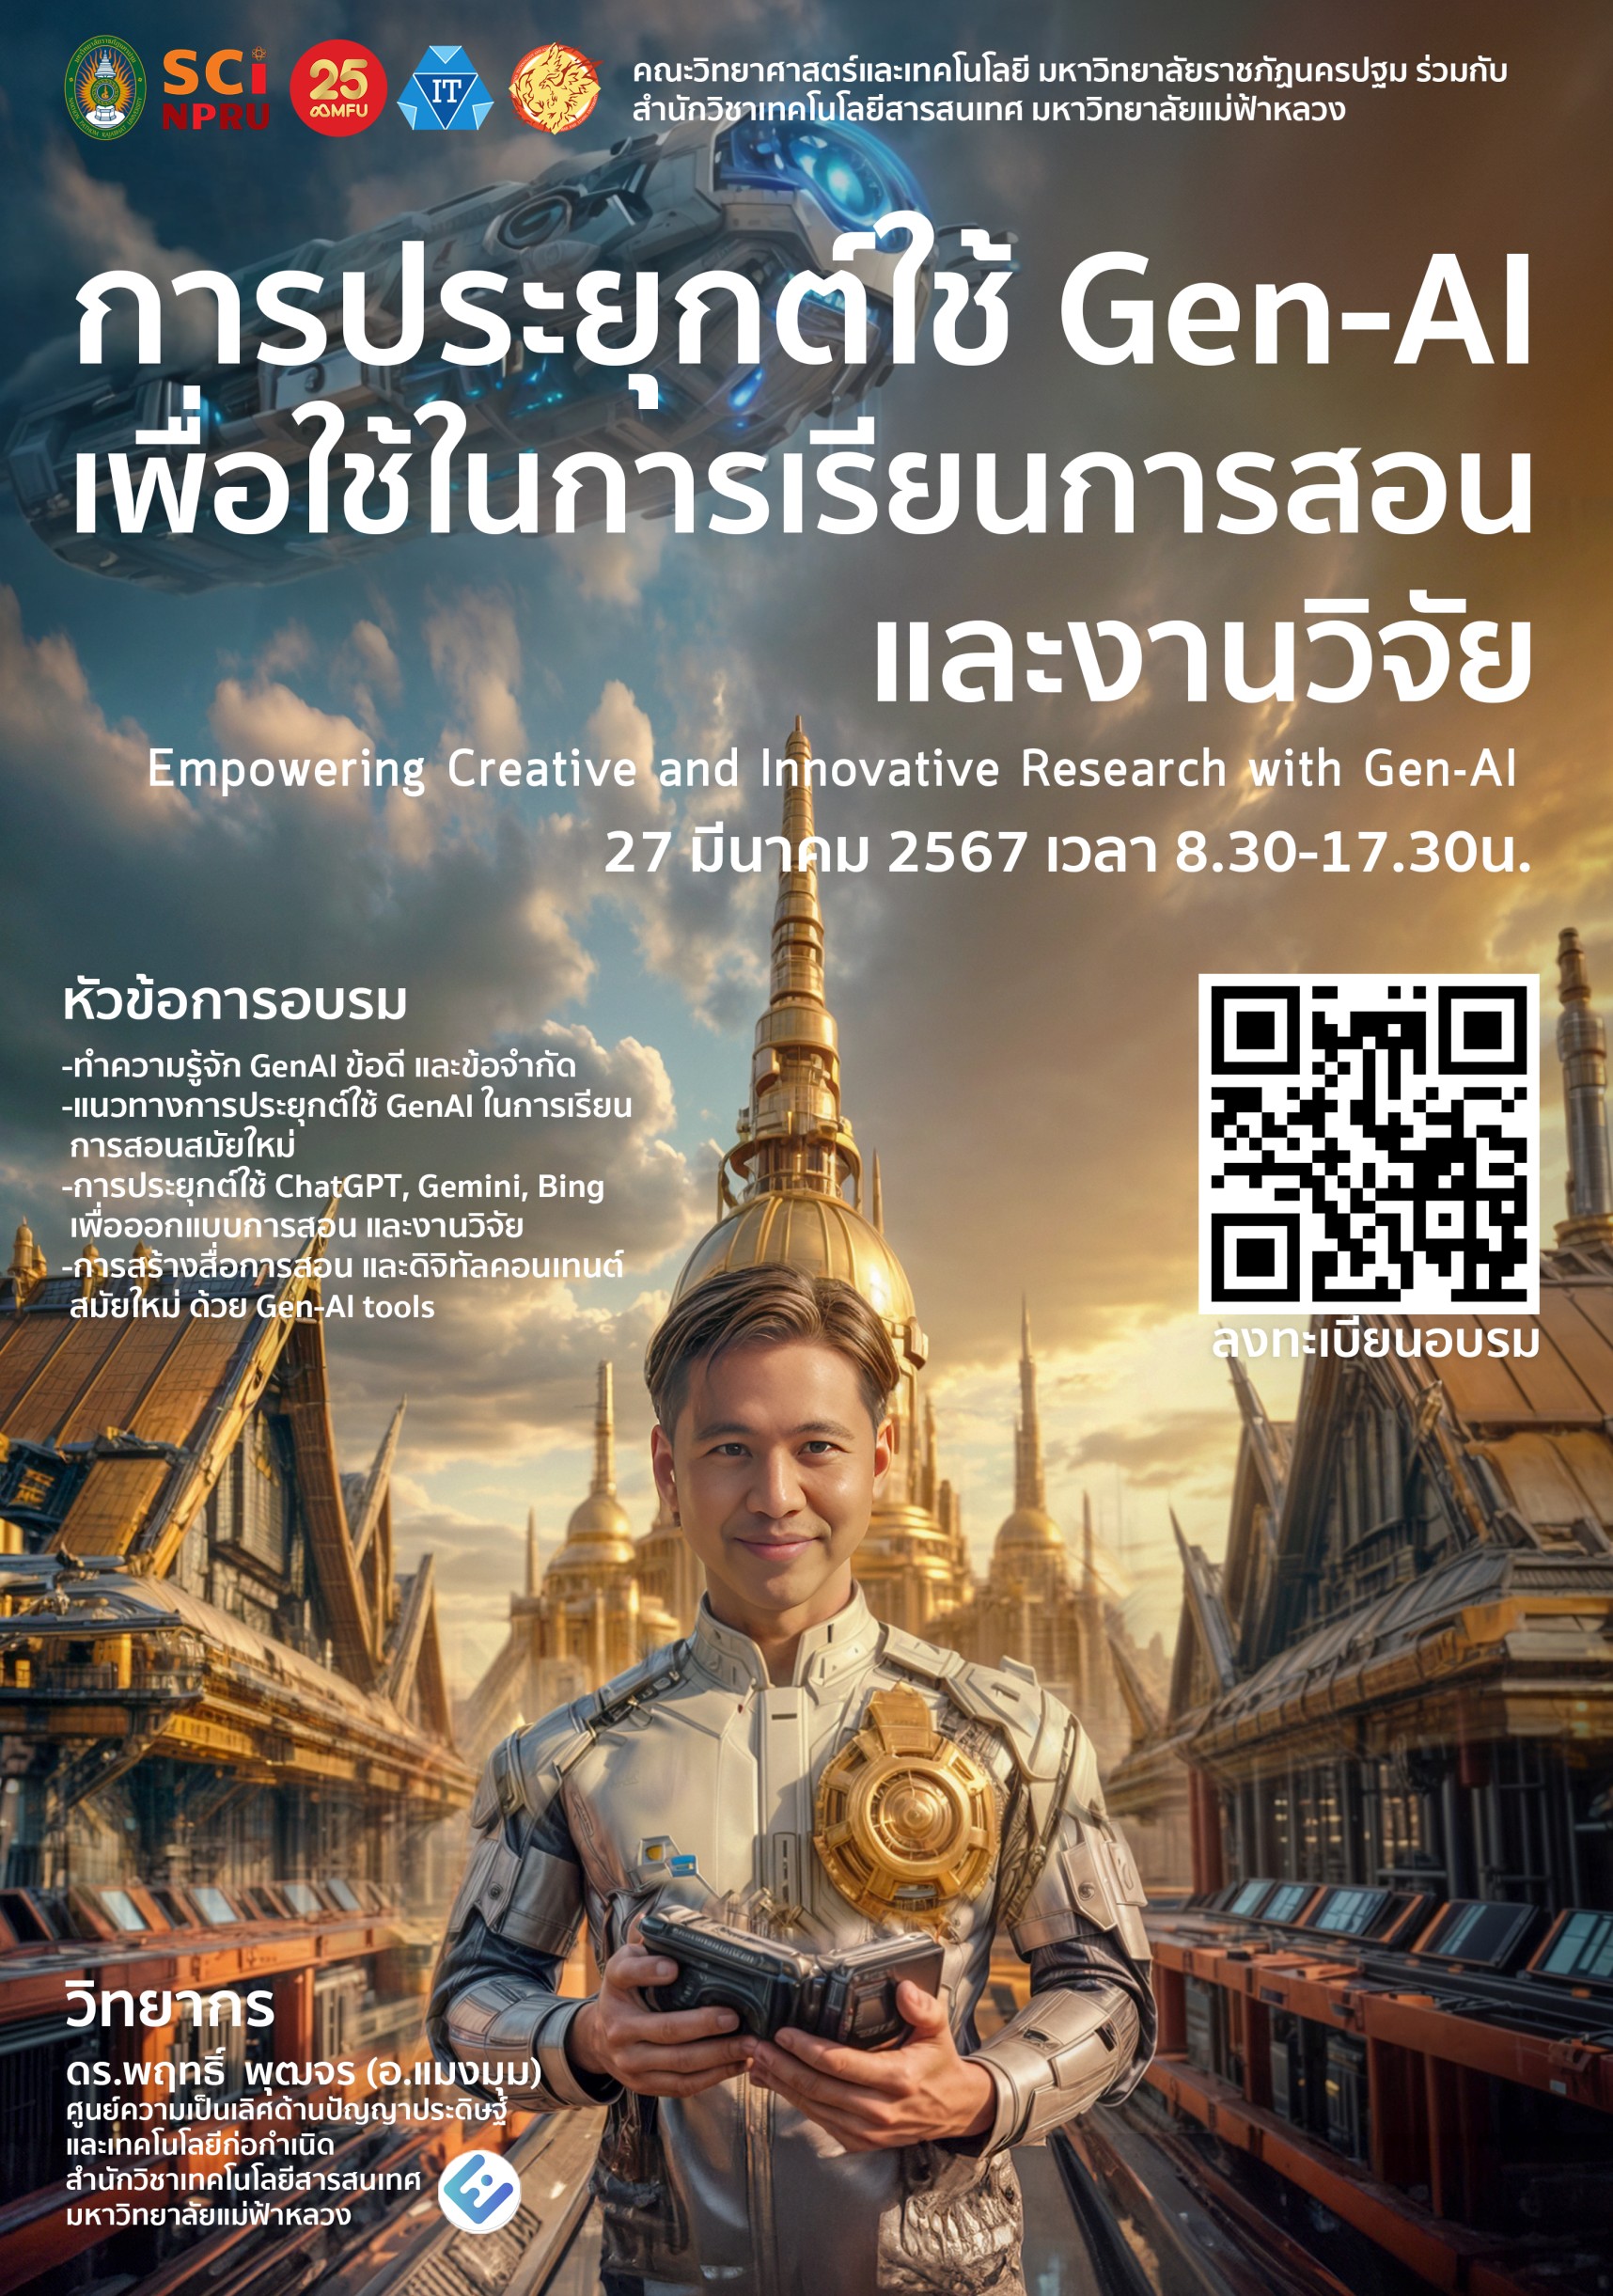 SCi
NPRU
25
MFU
IT
คณะวิทยาศาสตร์และเทคโนโลยี มหาวิทยาลัยราชภัฏนครปฐม ร่วมกับ
สำนักวิชาเทคโนโลยีสารสนเทศ มหาวิทยาลัยแม่ฟ้าหลวง
การประยุกต์ใช้ Gen-AI
เพื่อใช้ในการเรียนการสอน
และงานวิจัย
Empowering Creative and Innovative Research with Gen-AI
27 มีนาคม 2567 เวลา 8.30-17.30น.
หัวข้อการอบรม
-ทำความรู้จัก GenAI ข้อดี และข้อจำกัด
-แนวทางการประยุกต์ใช้ GenAI ในการเรียน
การสอนสมัยใหม่
-การประยุกต์ใช้ ChatGPT, Gemini, Bing
เพื่อออกแบบการสอน และงานวิจัย
-การสร้างสื่อการสอน และดิจิทัลคอนเทนต์
สมัยใหม่ ด้วย Gen-AI tools
ลงทะเบียนอบรม
วิทยากร
ดร.พฤทธิ์ พุฒจร (อ.แมงมุม)
ศูนย์ความเป็นเลิศด้านปัญญาประดิษฐ์
และเทคโนโลยีก่อกำเนิด
สำนักวิชาเทคโนโลยีสารสนเทศ
มหาวิทยาลัยแม่ฟ้าหลวง